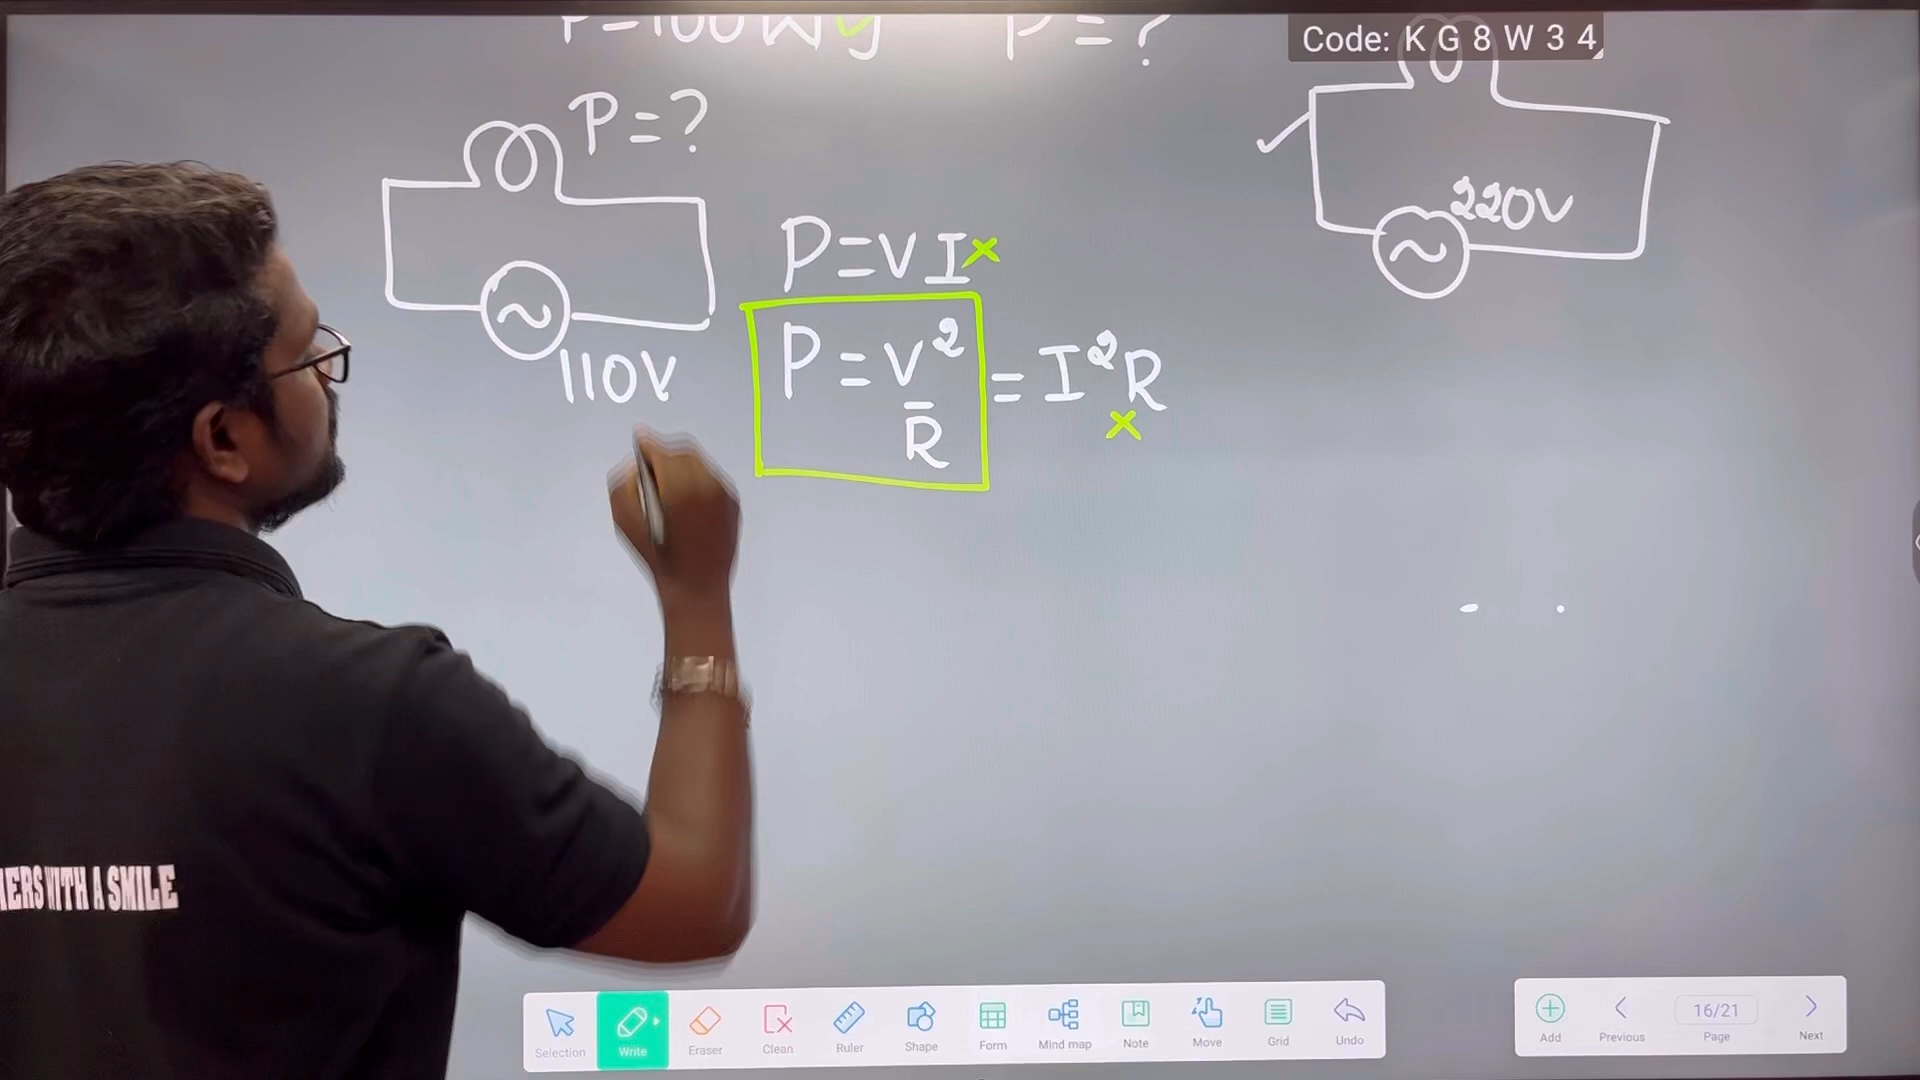 P=100W P=?
Code: K G 8 W 3 4
P=?
220V
P=VI×
110V
P=V²/R = I²R
×
WITH A SMILE
Selection Write Eraser Clean Ruler Shape Form Mind map Note Move Grid Undo
Add Previous 16/21 Page Next